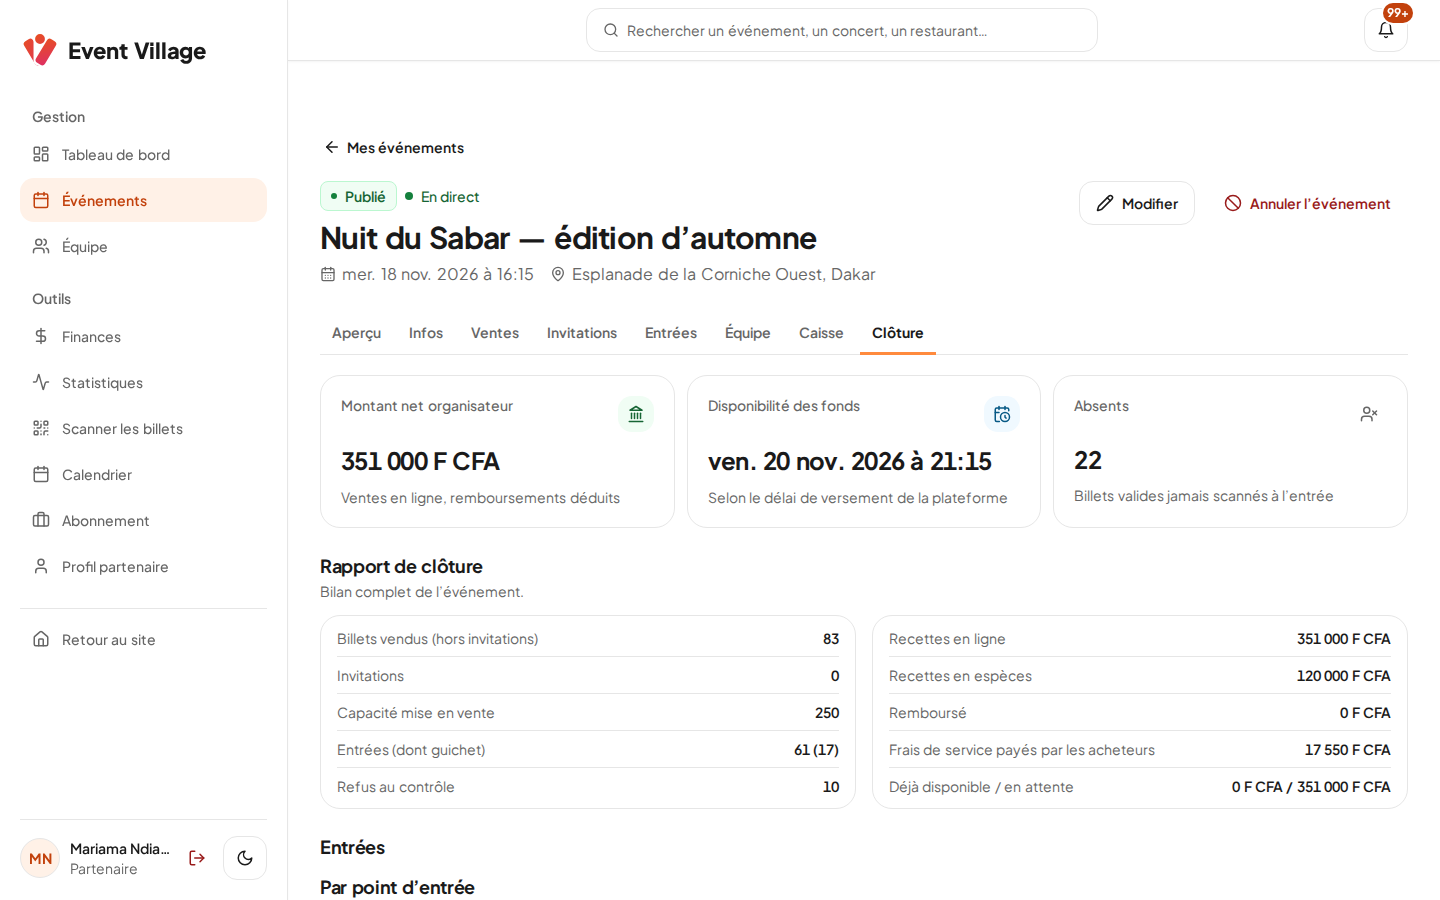 Event Village
Rechercher un événement, un concert, un restaurant…
99+
Gestion
Tableau de bord
Événements
Équipe
Outils
Finances
Statistiques
Scanner les billets
Calendrier
Abonnement
Profil partenaire
Retour au site
MN
Mariama Ndia…
Partenaire
Mes événements
Publié
En direct
Modifier
Annuler l’événement
Nuit du Sabar — édition d’automne
mer. 18 nov. 2026 à 16:15
Esplanade de la Corniche Ouest, Dakar
Aperçu
Infos
Ventes
Invitations
Entrées
Équipe
Caisse
Clôture
Montant net organisateur
351 000 F CFA
Ventes en ligne, remboursements déduits
Disponibilité des fonds
ven. 20 nov. 2026 à 21:15
Selon le délai de versement de la plateforme
Absents
22
Billets valides jamais scannés à l’entrée
Rapport de clôture
Bilan complet de l’événement.
Billets vendus (hors invitations) 83
Invitations 0
Capacité mise en vente 250
Entrées (dont guichet) 61 (17)
Refus au contrôle 10
Recettes en ligne 351 000 F CFA
Recettes en espèces 120 000 F CFA
Remboursé 0 F CFA
Frais de service payés par les acheteurs 17 550 F CFA
Déjà disponible / en attente 0 F CFA / 351 000 F CFA
Entrées
Par point d’entrée